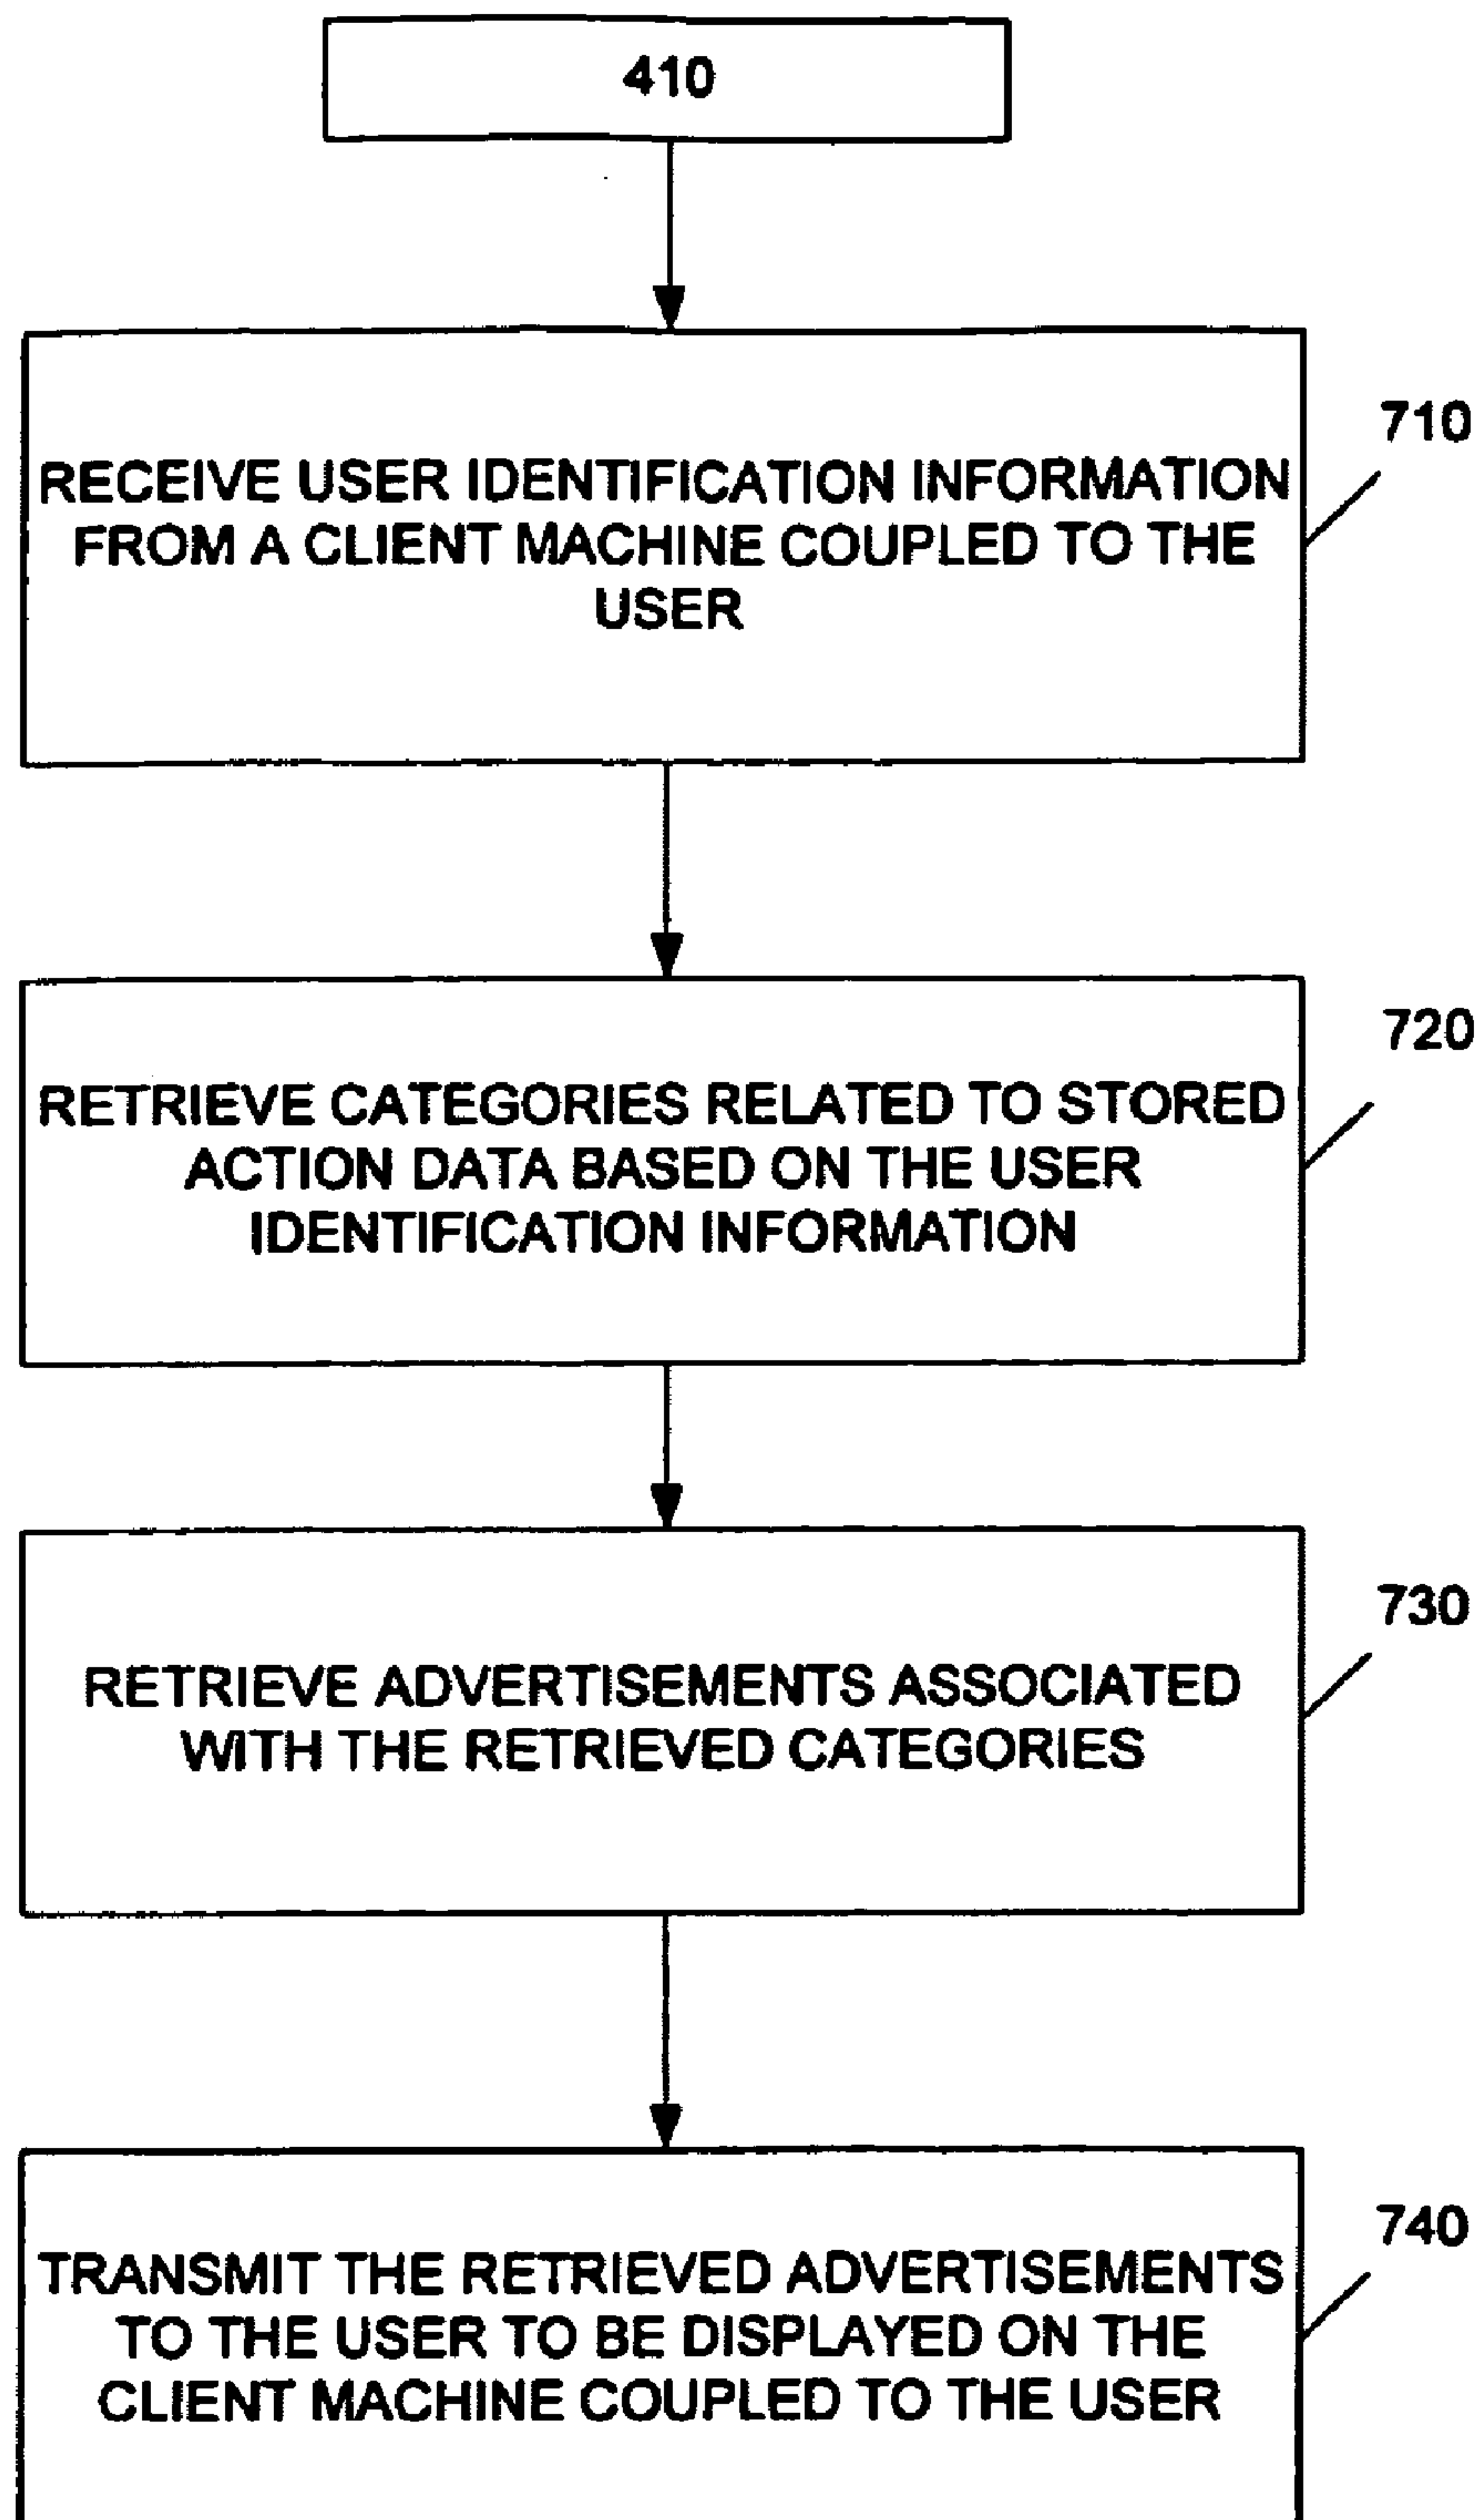 410
710
RECEIVE USER IDENTIFICATION INFORMATION
FROM A CLIENT MACHINE COUPLED TO THE
USER
720
RETRIEVE CATEGORIES RELATED TO STORED
ACTION DATA BASED ON THE USER
IDENTIFICATION INFORMATION
730
RETRIEVE ADVERTISEMENTS ASSOCIATED
WITH THE RETRIEVED CATEGORIES
740
TRANSMIT THE RETRIEVED ADVERTISEMENTS
TO THE USER TO BE DISPLAYED ON THE
CLIENT MACHINE COUPLED TO THE USER